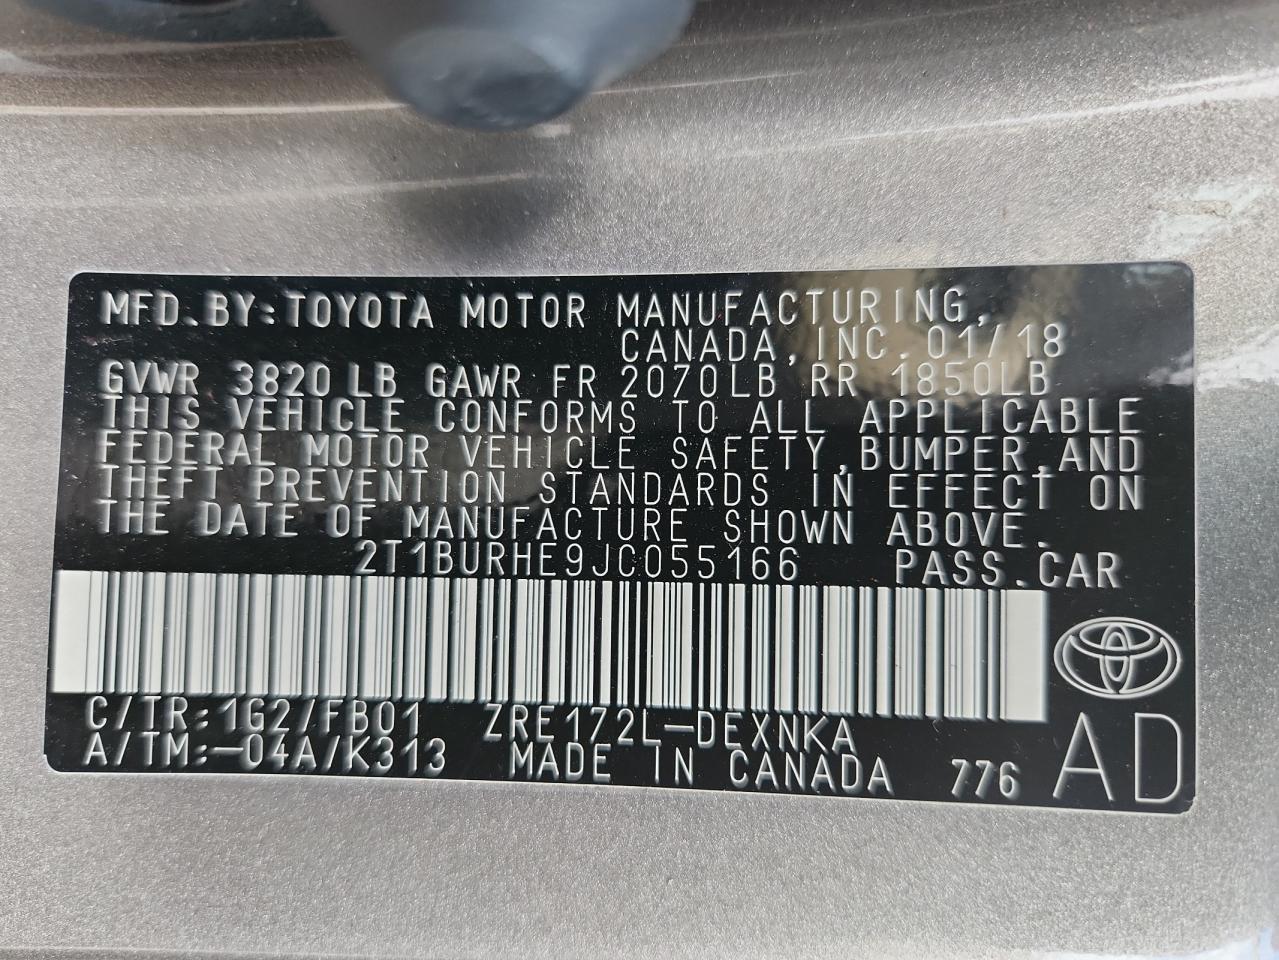 MFD.BY:TOYOTA MOTOR MANUFACTURING,
CANADA,INC. 01/18
GVWR 3820LB GAWR FR 2070LB RR 1850LB
THIS VEHICLE CONFORMS TO ALL APPLICABLE
FEDERAL MOTOR VEHICLE SAFETY,BUMPER,AND
THEFT PREVENTION STANDARDS IN EFFECT ON
THE DATE OF MANUFACTURE SHOWN ABOVE.
2T1BURHE9JC055166 PASS.CAR
C/TR:1G2/FB01 ZRE172L-DEXNKA
A/TM:-04A/K313 MADE IN CANADA 776 AD